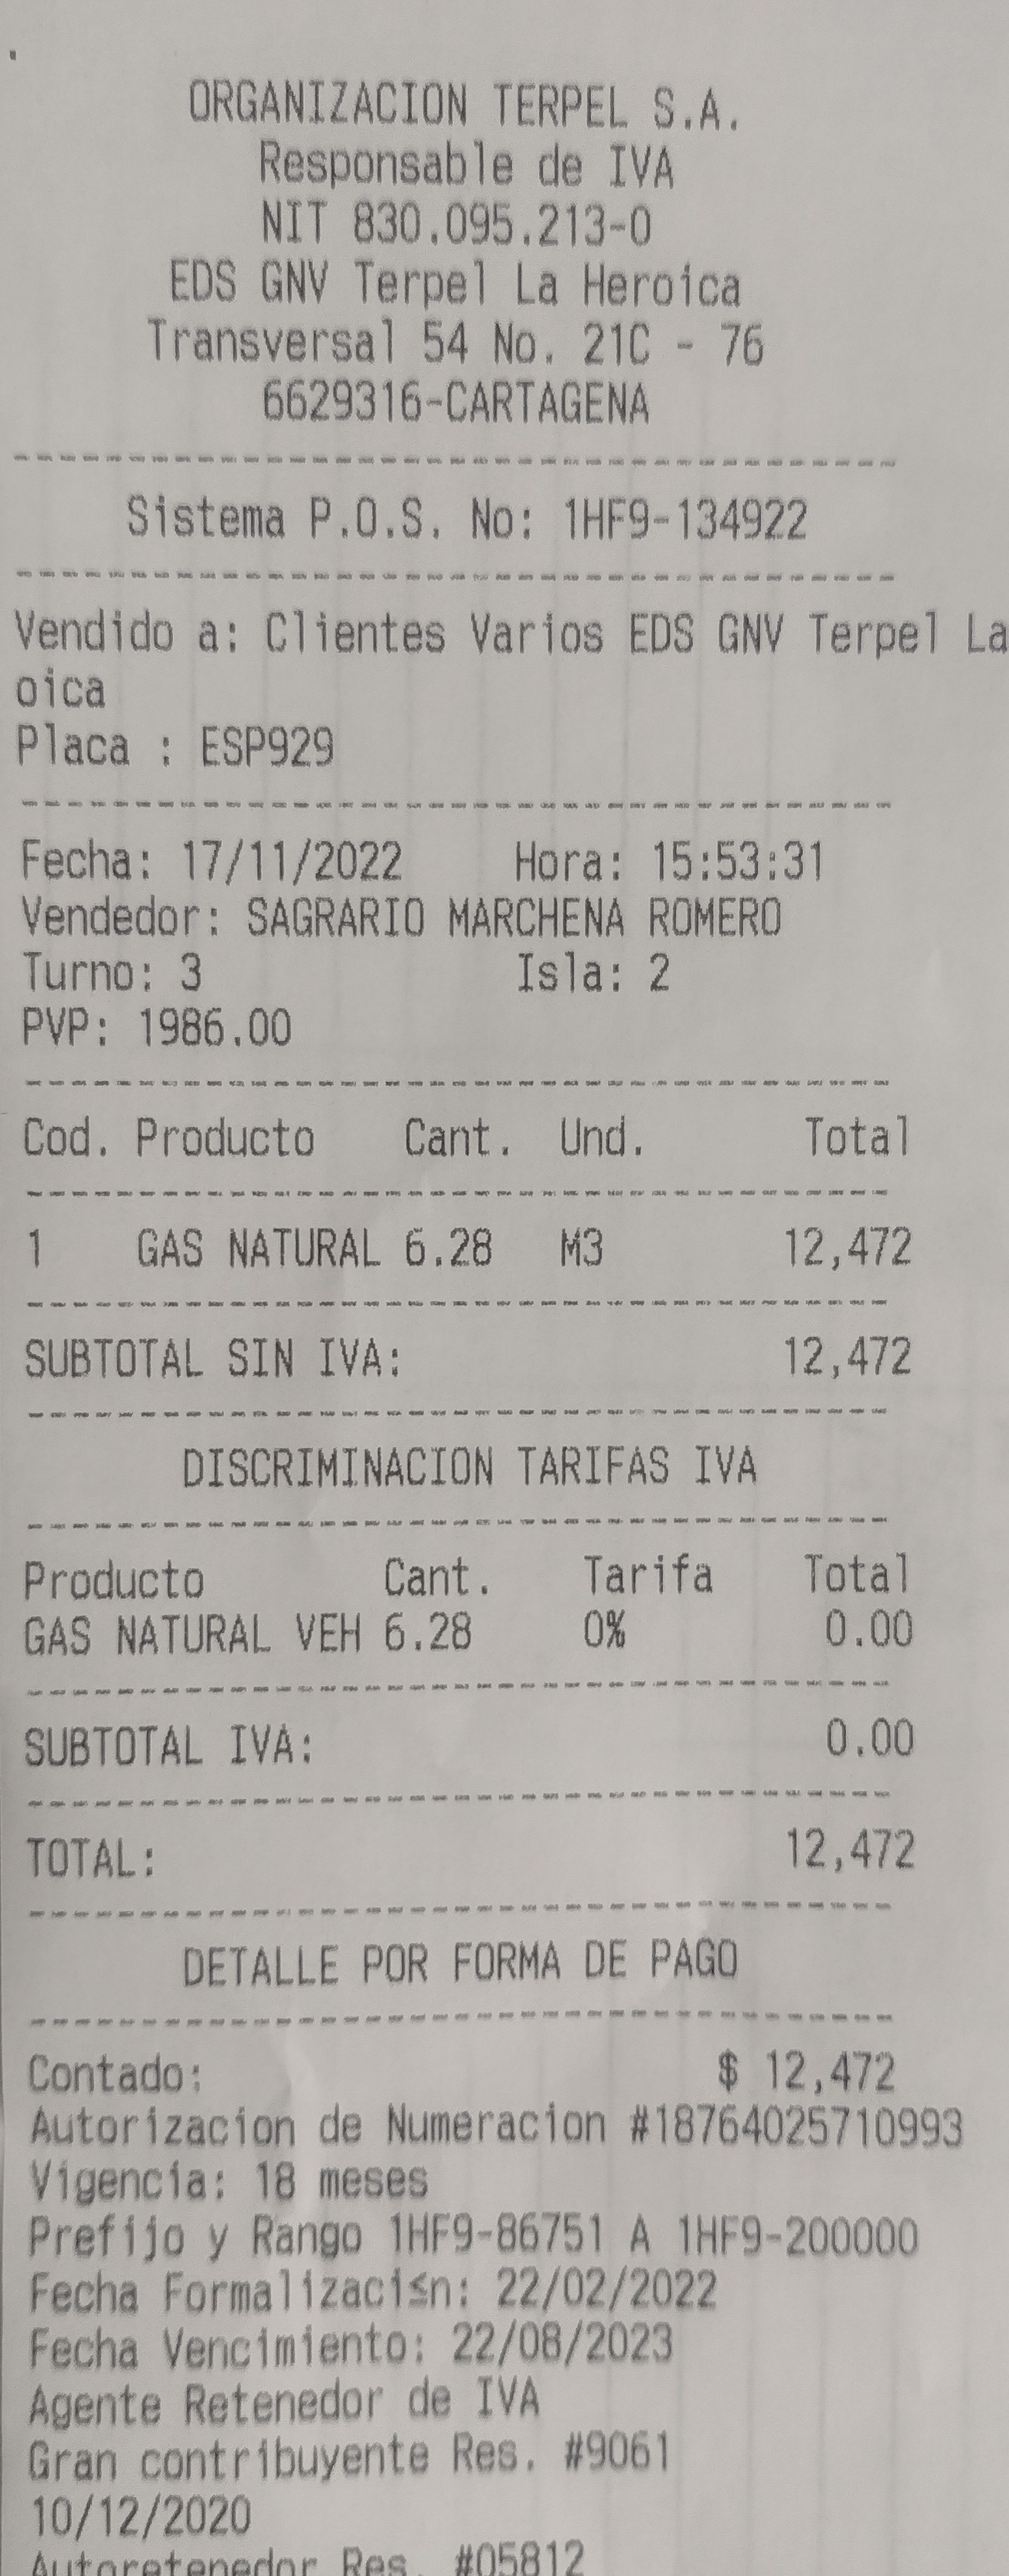 ORGANIZACION TERPEL S.A.
Responsable de IVA
NIT 830.095.213-0
EDS GNV Terpel La Heroica
Transversal 54 No. 21C - 76
6629316-CARTAGENA
Sistema P.O.S. No: 1HF9-134922
Vendido a: Clientes Varios EDS GNV Terpel La
oica
Placa : ESP929
Fecha: 17/11/2022 Hora: 15:53:31
Vendedor: SAGRARIO MARCHENA ROMERO
Turno: 3 Isla: 2
PVP: 1986.00
Cod. Producto Cant. Und. Total
1 GAS NATURAL 6.28 M3 12,472
SUBTOTAL SIN IVA: 12,472
DISCRIMINACION TARIFAS IVA
Producto Cant. Tarifa Total
GAS NATURAL VEH 6.28 0% 0.00
SUBTOTAL IVA: 0.00
TOTAL: 12,472
DETALLE POR FORMA DE PAGO
Contado: $ 12,472
Autorizacion de Numeracion #18764025710993
Vigencia: 18 meses
Prefijo y Rango 1HF9-86751 A 1HF9-200000
Fecha Formalizaci≤n: 22/02/2022
Fecha Vencimiento: 22/08/2023
Agente Retenedor de IVA
Gran contribuyente Res. #9061
10/12/2020
Autoretenedor Res. #05812